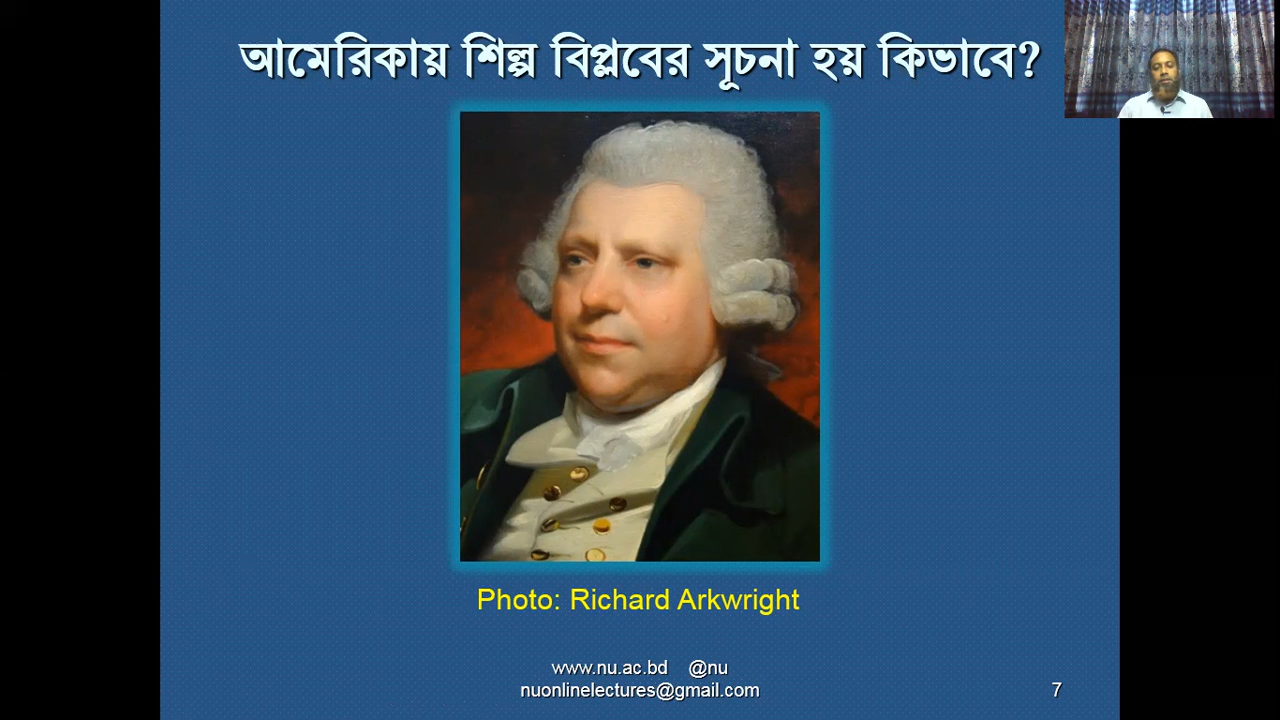 আমেরিকায় শিল্প বিপ্লবের সূচনা হয় কিভাবে?
Photo: Richard Arkwright
www.nu.ac.bd @nu
nuonlinelectures@gmail.com
7